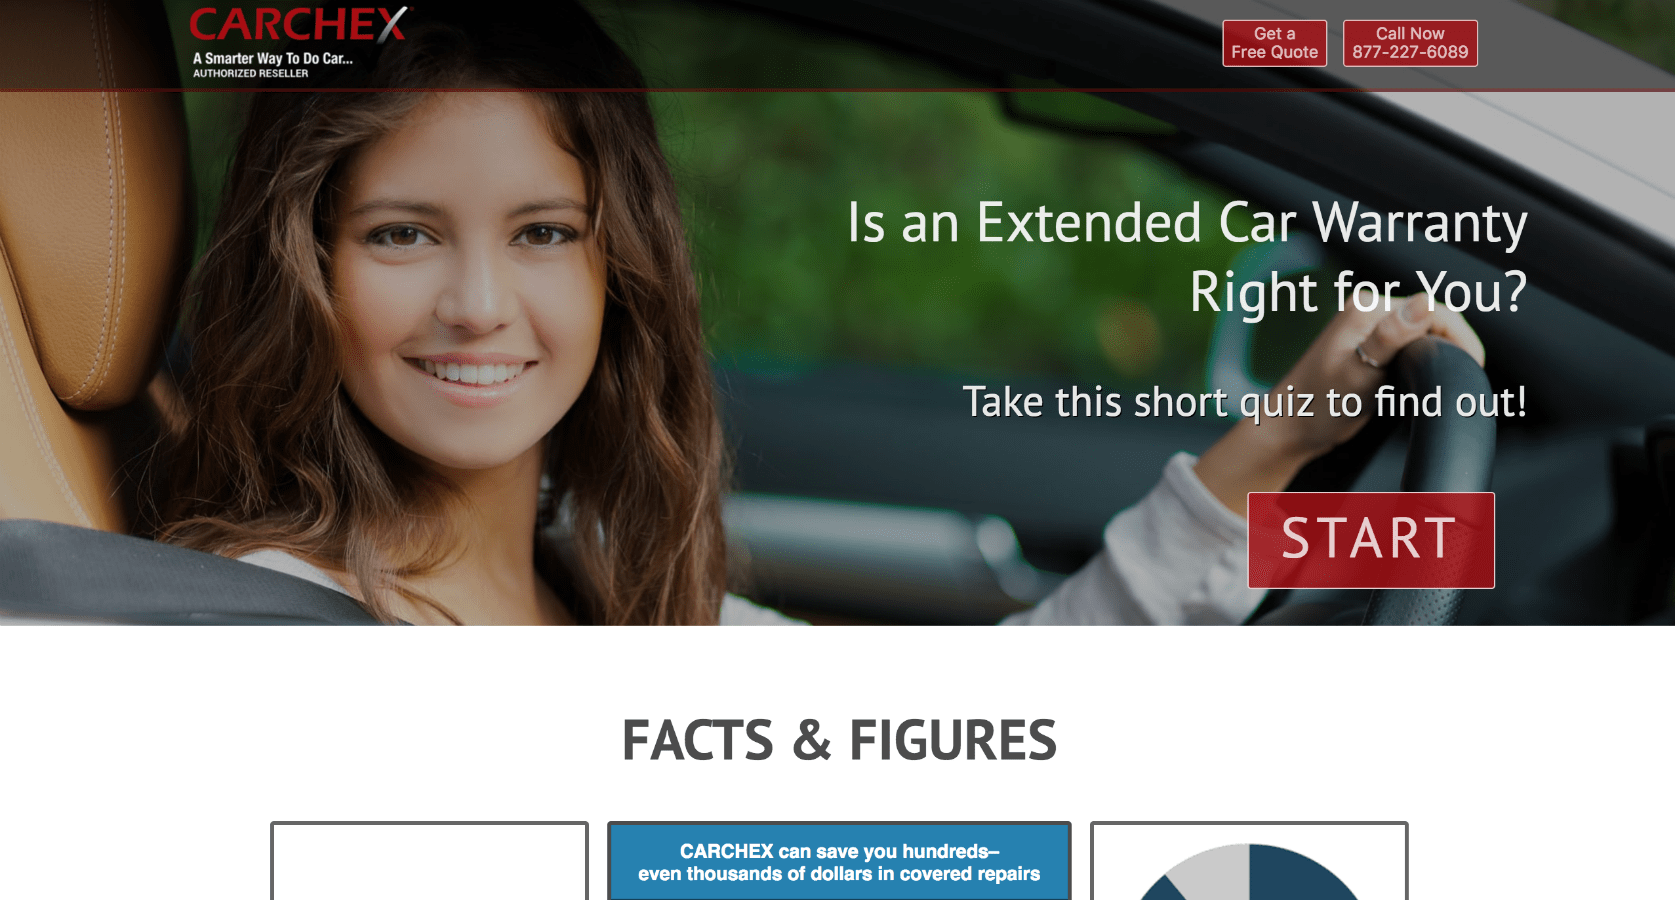 CARCHEX
A Smarter Way To Do Car...
AUTHORIZED RESELLER
Get a
Free Quote
Call Now
877-227-6089
Is an Extended Car Warranty
Right for You?
Take this short quiz to find out!
START
FACTS & FIGURES
CARCHEX can save you hundreds–
even thousands of dollars in covered repairs